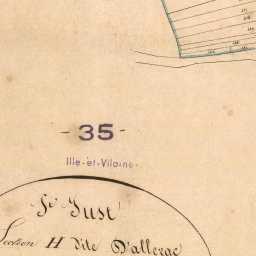 - 35 -
Ille-et-Vilaine
St Just
Section H dite D'allerac